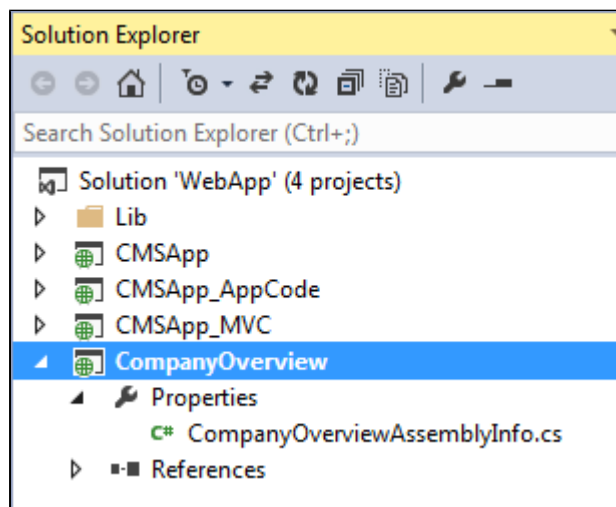 Solution Explorer
Search Solution Explorer (Ctrl+;)
Solution 'WebApp' (4 projects)
Lib
CMSApp
CMSApp_AppCode
CMSApp_MVC
CompanyOverview
Properties
C# CompanyOverviewAssemblyInfo.cs
References